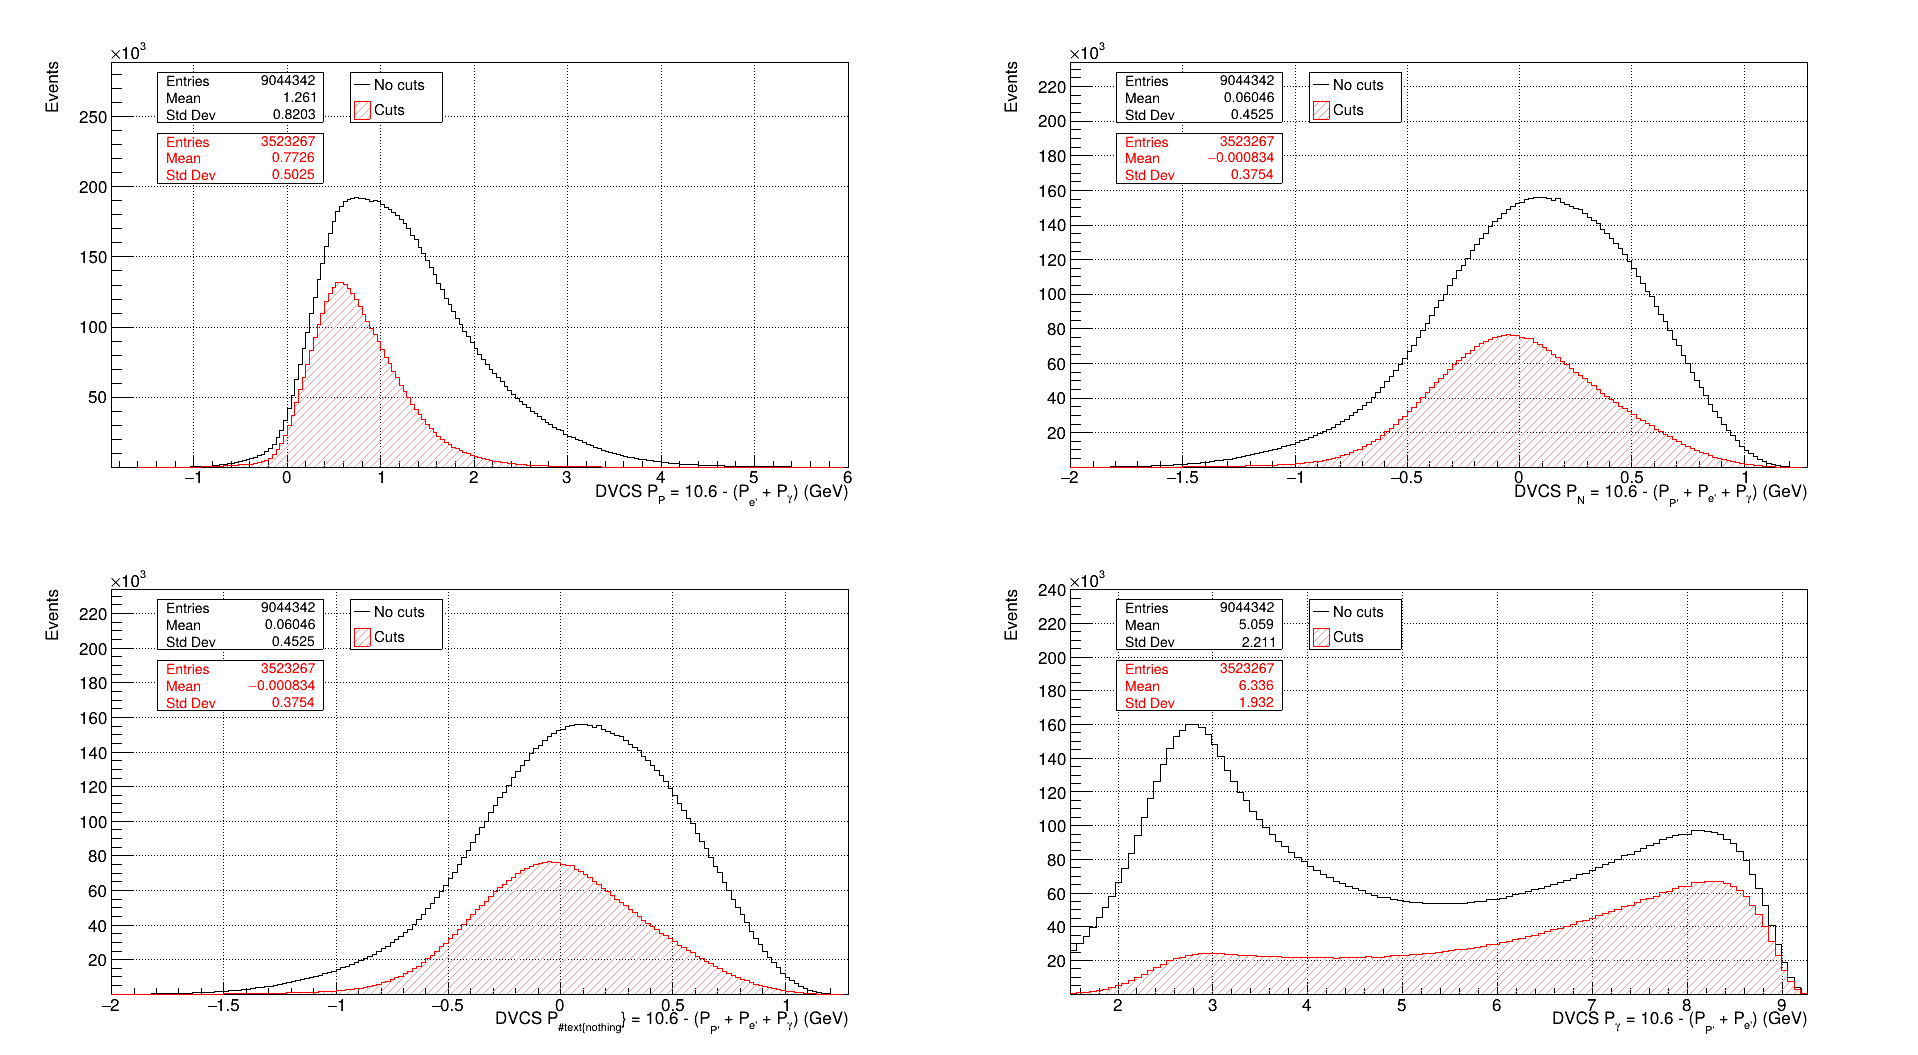 ×10³
Events
Entries 9044342
Mean 1.261
Std Dev 0.8203
Entries 3523267
Mean 0.7726
Std Dev 0.5025
No cuts
Cuts
250
200
150
100
50
−1 0 1 2 3 4 5 6
DVCS P_P = 10.6 - (P_e' + P_γ) (GeV)
×10³
Events
Entries 9044342
Mean 0.06046
Std Dev 0.4525
Entries 3523267
Mean −0.000834
Std Dev 0.3754
No cuts
Cuts
220
200
180
160
140
120
100
80
60
40
20
−2 −1.5 −1 −0.5 0 0.5 1
DVCS P_N = 10.6 - (P_P' + P_e' + P_γ) (GeV)
×10³
Events
Entries 9044342
Mean 0.06046
Std Dev 0.4525
Entries 3523267
Mean −0.000834
Std Dev 0.3754
No cuts
Cuts
220
200
180
160
140
120
100
80
60
40
20
−2 −1.5 −1 −0.5 0 0.5 1
DVCS P_#text{nothing} = 10.6 - (P_P' + P_e' + P_γ) (GeV)
×10³
Events
Entries 9044342
Mean 5.059
Std Dev 2.211
Entries 3523267
Mean 6.336
Std Dev 1.932
No cuts
Cuts
240
220
200
180
160
140
120
100
80
60
40
20
2 3 4 5 6 7 8 9
DVCS P_γ = 10.6 - (P_P' + P_e') (GeV)